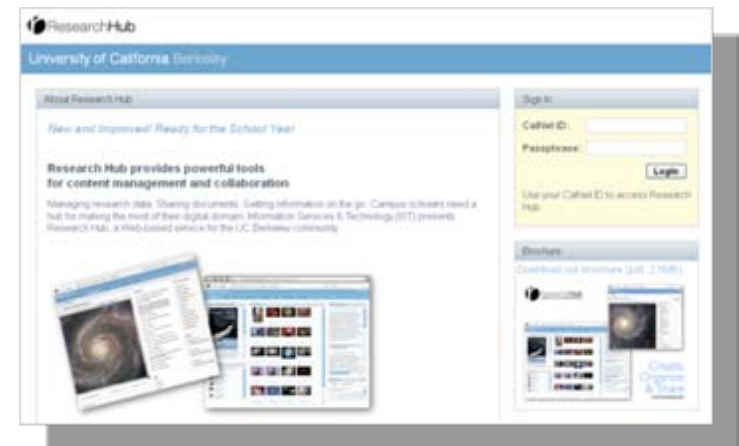 ResearchHub
University of California Berkeley
About Research Hub
New and Improved! Ready for the School Year
Research Hub provides powerful tools
for content management and collaboration
Managing research data. Sharing documents. Getting information on the go. Campus scholars need a
hub for making the most of their digital domain. Information Services & Technology (IST) presents
Research Hub, a Web-based service for the UC Berkeley community
Sign In
CalNet ID:
Passphrase:
Login
Use your CalNet ID to access Research
Hub
Brochure
Download our brochure (pdf, 2.1MB)
Create,
Organize
& Share